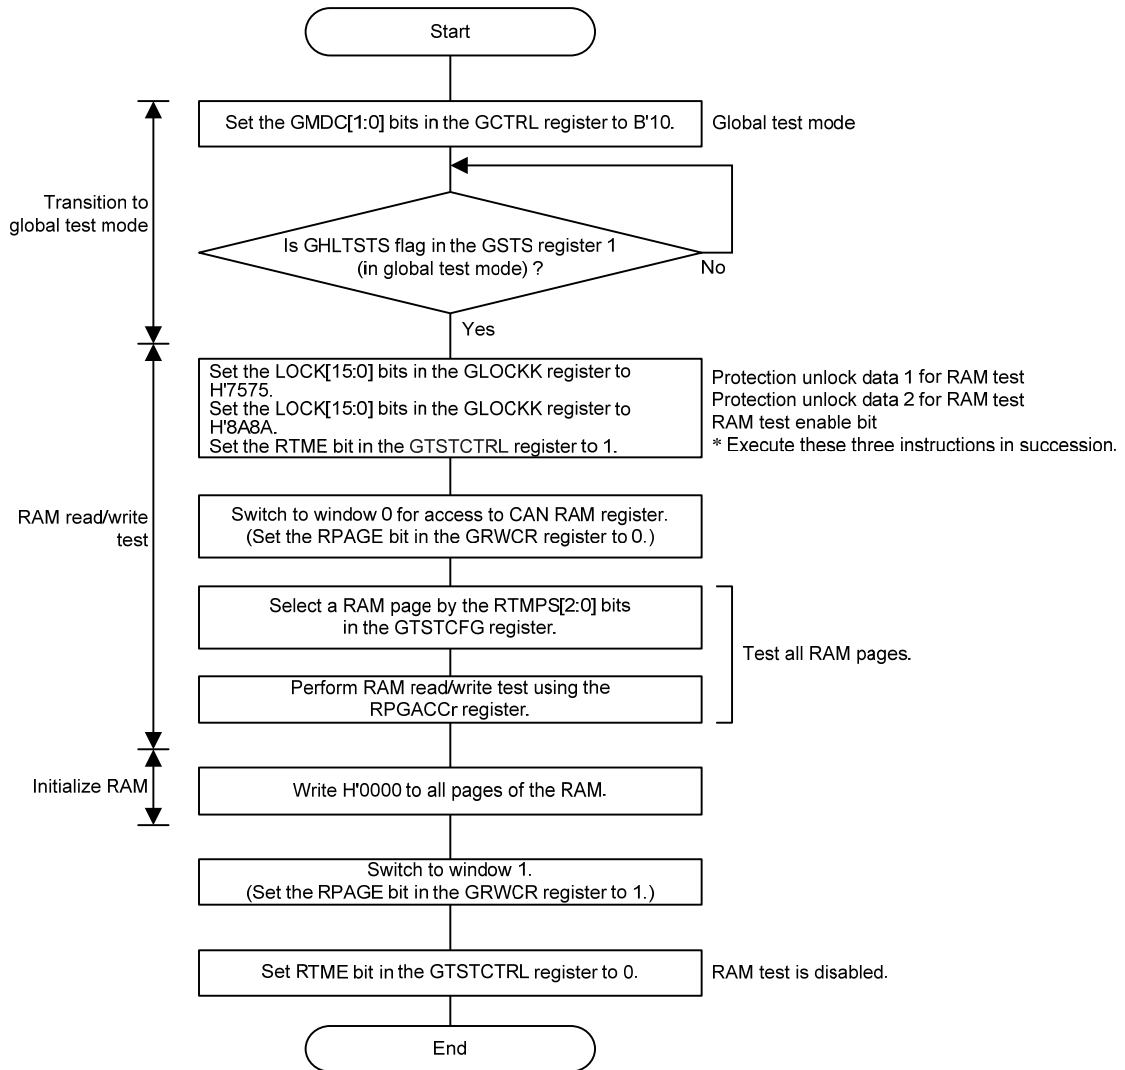 Start
Set the GMDC[1:0] bits in the GCTRL register to B'10.
Global test mode
Transition to
global test mode
Is GHLTSTS flag in the GSTS register 1
(in global test mode) ?
No
Yes
Set the LOCK[15:0] bits in the GLOCKK register to
H'7575.
Set the LOCK[15:0] bits in the GLOCKK register to
H'8A8A.
Set the RTME bit in the GTSTCTRL register to 1.
Protection unlock data 1 for RAM test
Protection unlock data 2 for RAM test
RAM test enable bit
* Execute these three instructions in succession.
RAM read/write
test
Switch to window 0 for access to CAN RAM register.
(Set the RPAGE bit in the GRWCR register to 0.)
Select a RAM page by the RTMPS[2:0] bits
in the GTSTCFG register.
Test all RAM pages.
Perform RAM read/write test using the
RPGACCr register.
Initialize RAM
Write H'0000 to all pages of the RAM.
Switch to window 1.
(Set the RPAGE bit in the GRWCR register to 1.)
Set RTME bit in the GTSTCTRL register to 0.
RAM test is disabled.
End